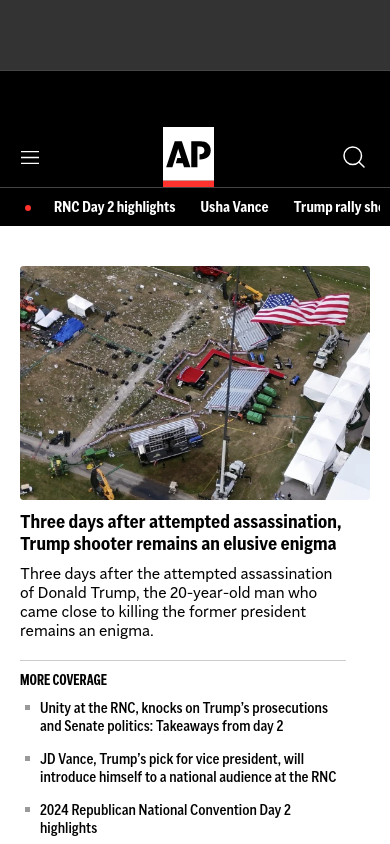 AP
RNC Day 2 highlights Usha Vance Trump rally
Three days after attempted assassination,
Trump shooter remains an elusive enigma
Three days after the attempted assassination
of Donald Trump, the 20-year-old man who
came close to killing the former president
remains an enigma.
MORE COVERAGE
Unity at the RNC, knocks on Trump's prosecutions
and Senate politics: Takeaways from day 2
JD Vance, Trump's pick for vice president, will
introduce himself to a national audience at the RNC
2024 Republican National Convention Day 2
highlights